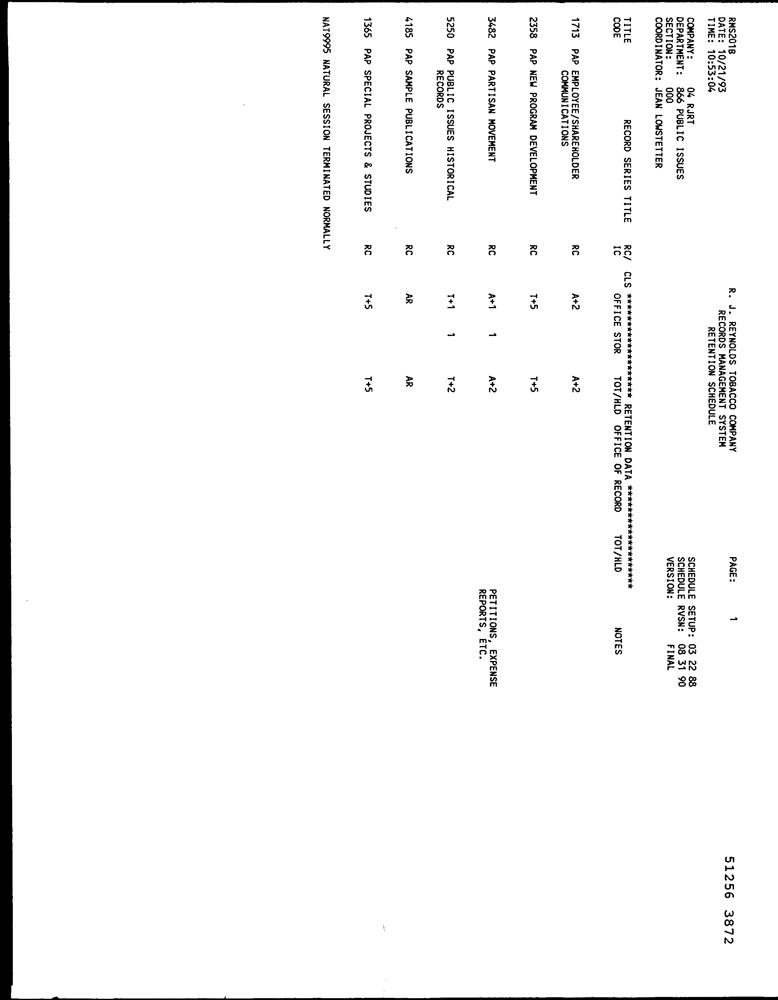 RMS201B R. J. REYNOLDS TOBACCO COMPANY PAGE: 1
DATE: 10/21/93 RECORDS MANAGEMENT SYSTEM
TIME: 10:53:04 RETENTION SCHEDULE
COMPANY: 04 RJRT SCHEDULE SETUP: 03 22 88
DEPARTMENT: 866 PUBLIC ISSUES SCHEDULE RVSN: 08 31 90
SECTION: 000 VERSION: FINAL
COORDINATOR: JEAN LOWSTETTER
TITLE RECORD SERIES TITLE RC/ CLS ********************* RETENTION DATA *********************
CODE IC OFFICE STOR TOT/HLD OFFICE OF RECORD TOT/HLD NOTES
1713 PAP EMPLOYEE/SHAREHOLDER RC A+2 A+2
COMMUNICATIONS
2358 PAP NEW PROGRAM DEVELOPMENT RC T+5 T+5
3482 PAP PARTISAN MOVEMENT RC A+1 1 A+2 PETITIONS, EXPENSE
REPORTS, ETC.
5250 PAP PUBLIC ISSUES HISTORICAL RC T+1 1 T+2
RECORDS
4185 PAP SAMPLE PUBLICATIONS RC AR AR
1365 PAP SPECIAL PROJECTS & STUDIES RC T+5 T+5
NAT9995 NATURAL SESSION TERMINATED NORMALLY
51256 3872